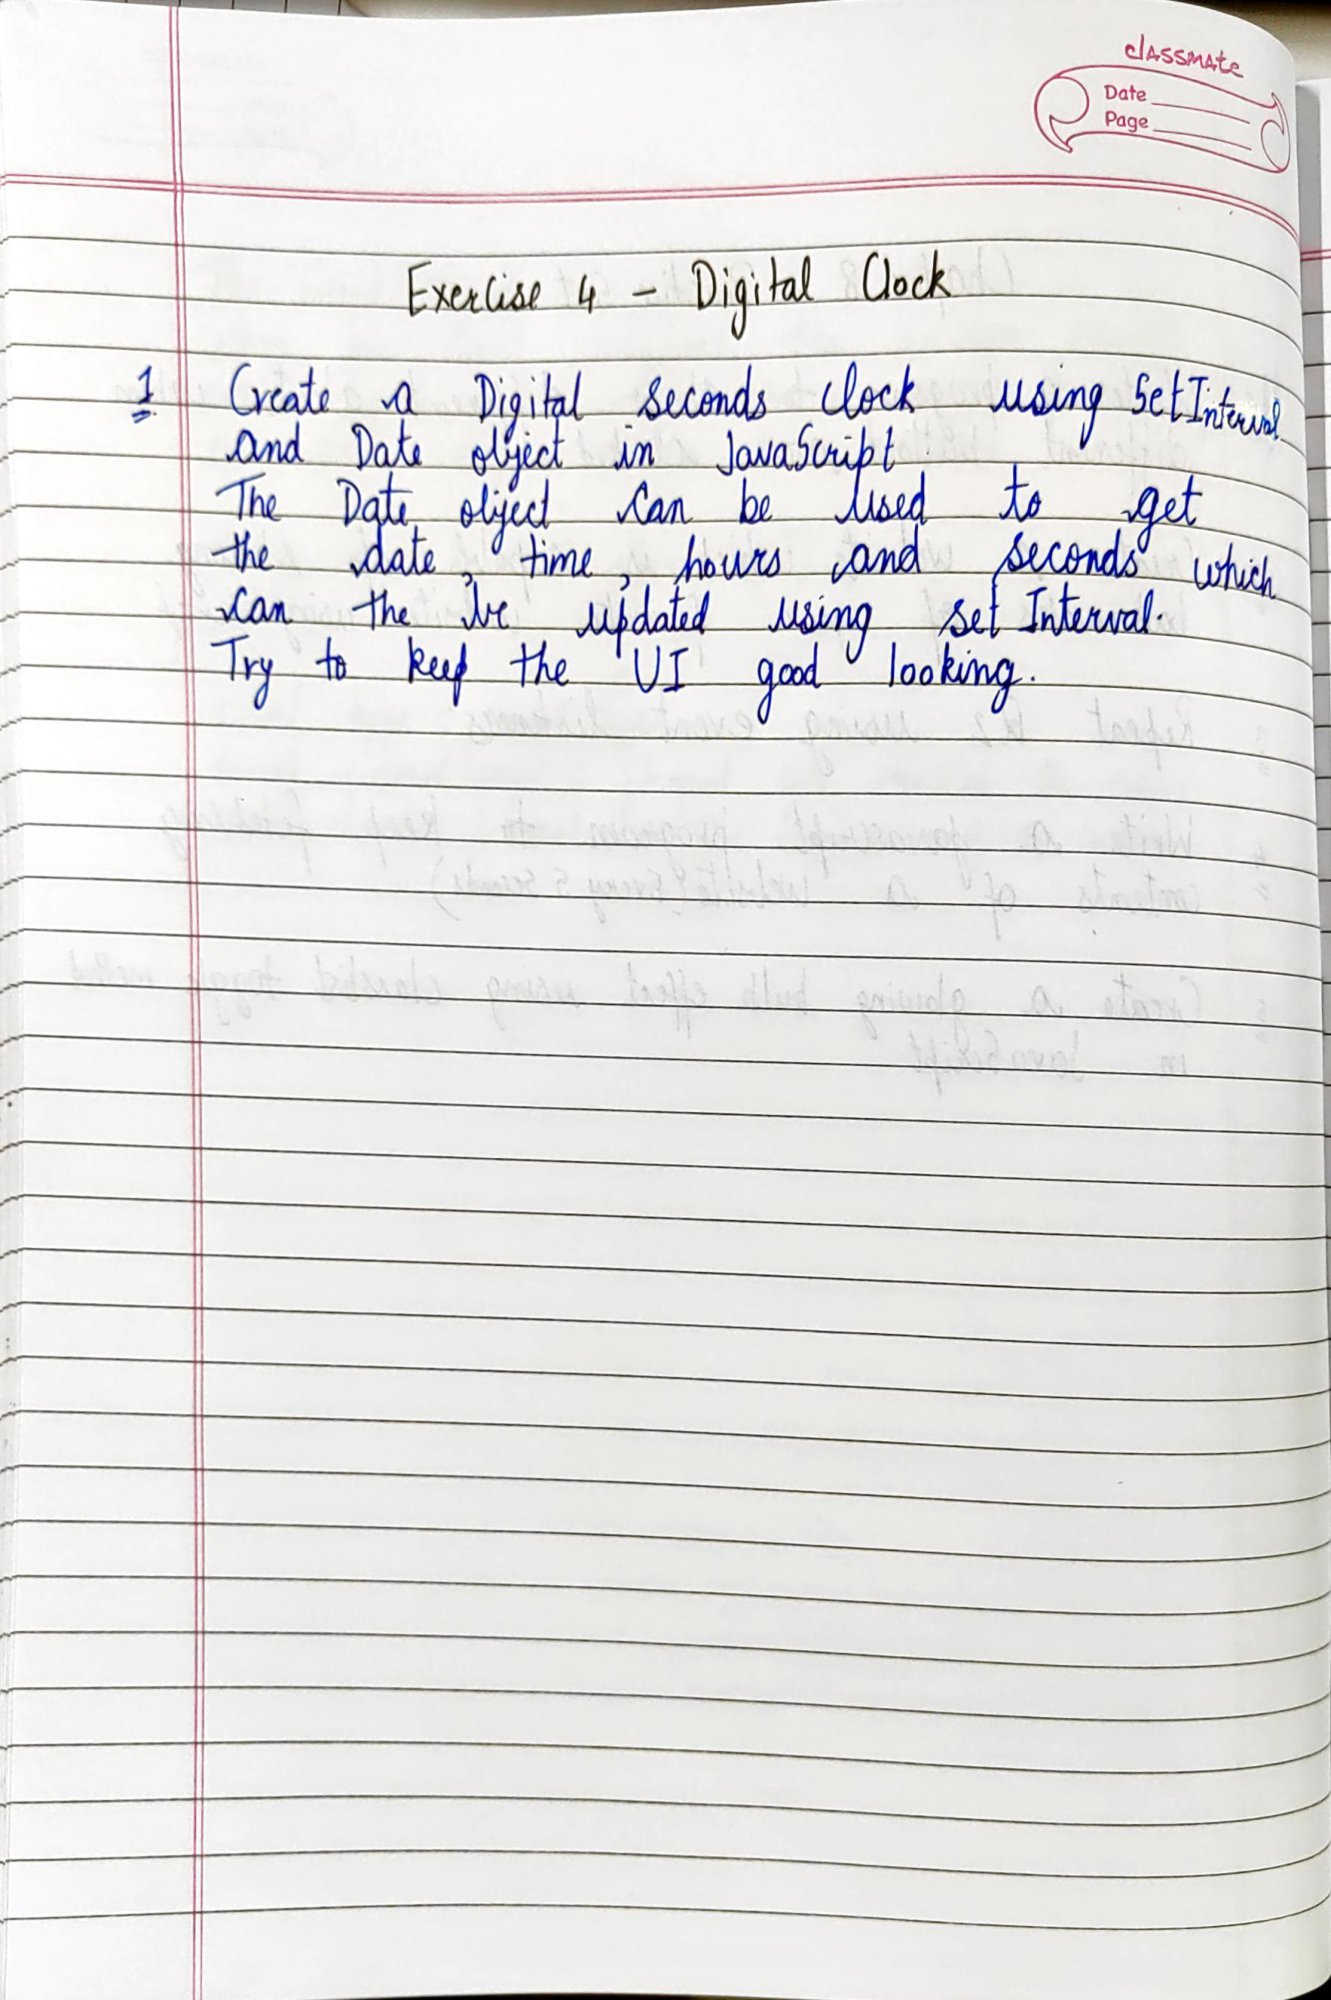 classmate
Date
Page
Exercise 4 - Digital Clock
1 Create a Digital seconds clock using SetInterval
and Date object in JavaScript.
The Date object can be used to get
the date, time, hours and seconds which
can the be updated using set Interval.
Try to keep the UI good looking.